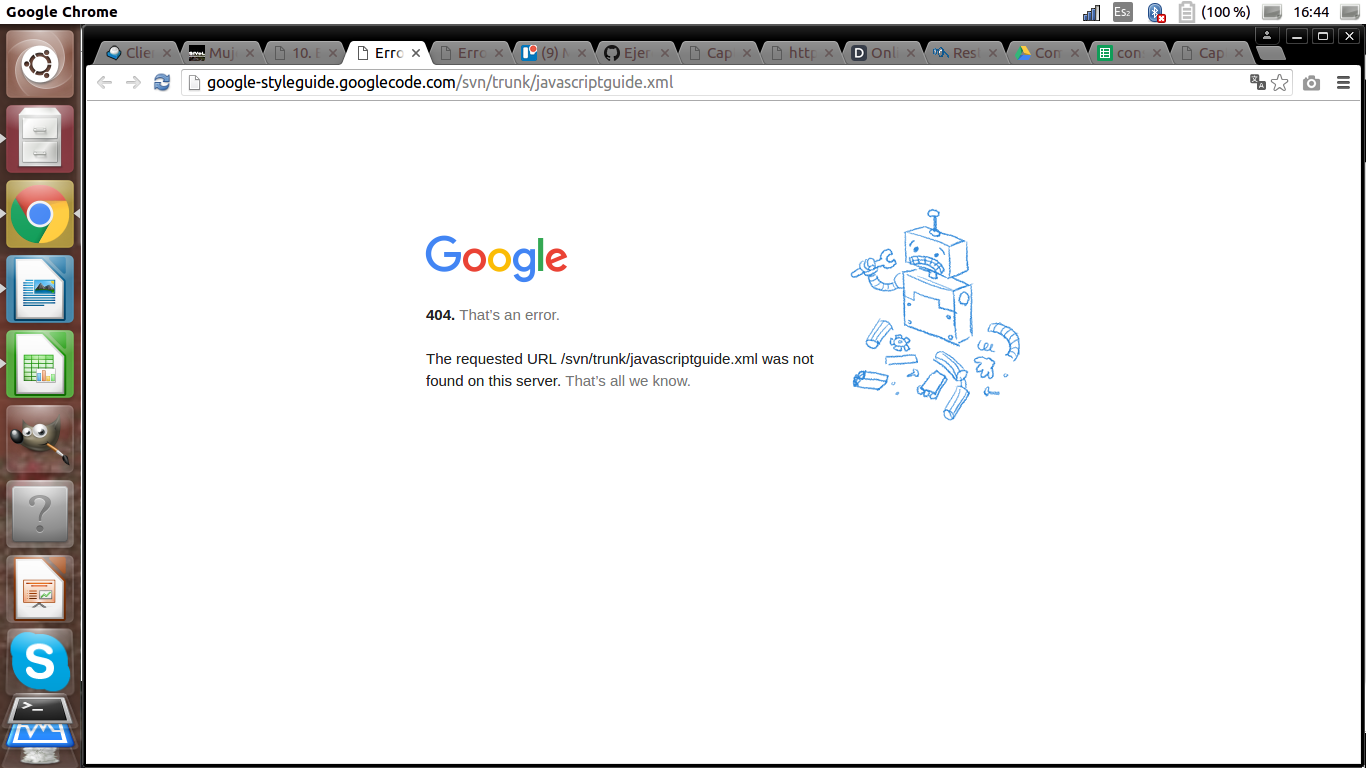 Google Chrome
Es2 (100 %) 16:44
Clie Muj 10. Erro Erro (9) Ejer Cap http Onl Res Con con Cap
google-styleguide.googlecode.com/svn/trunk/javascriptguide.xml
Google
404. That's an error.
The requested URL /svn/trunk/javascriptguide.xml was not
found on this server. That's all we know.